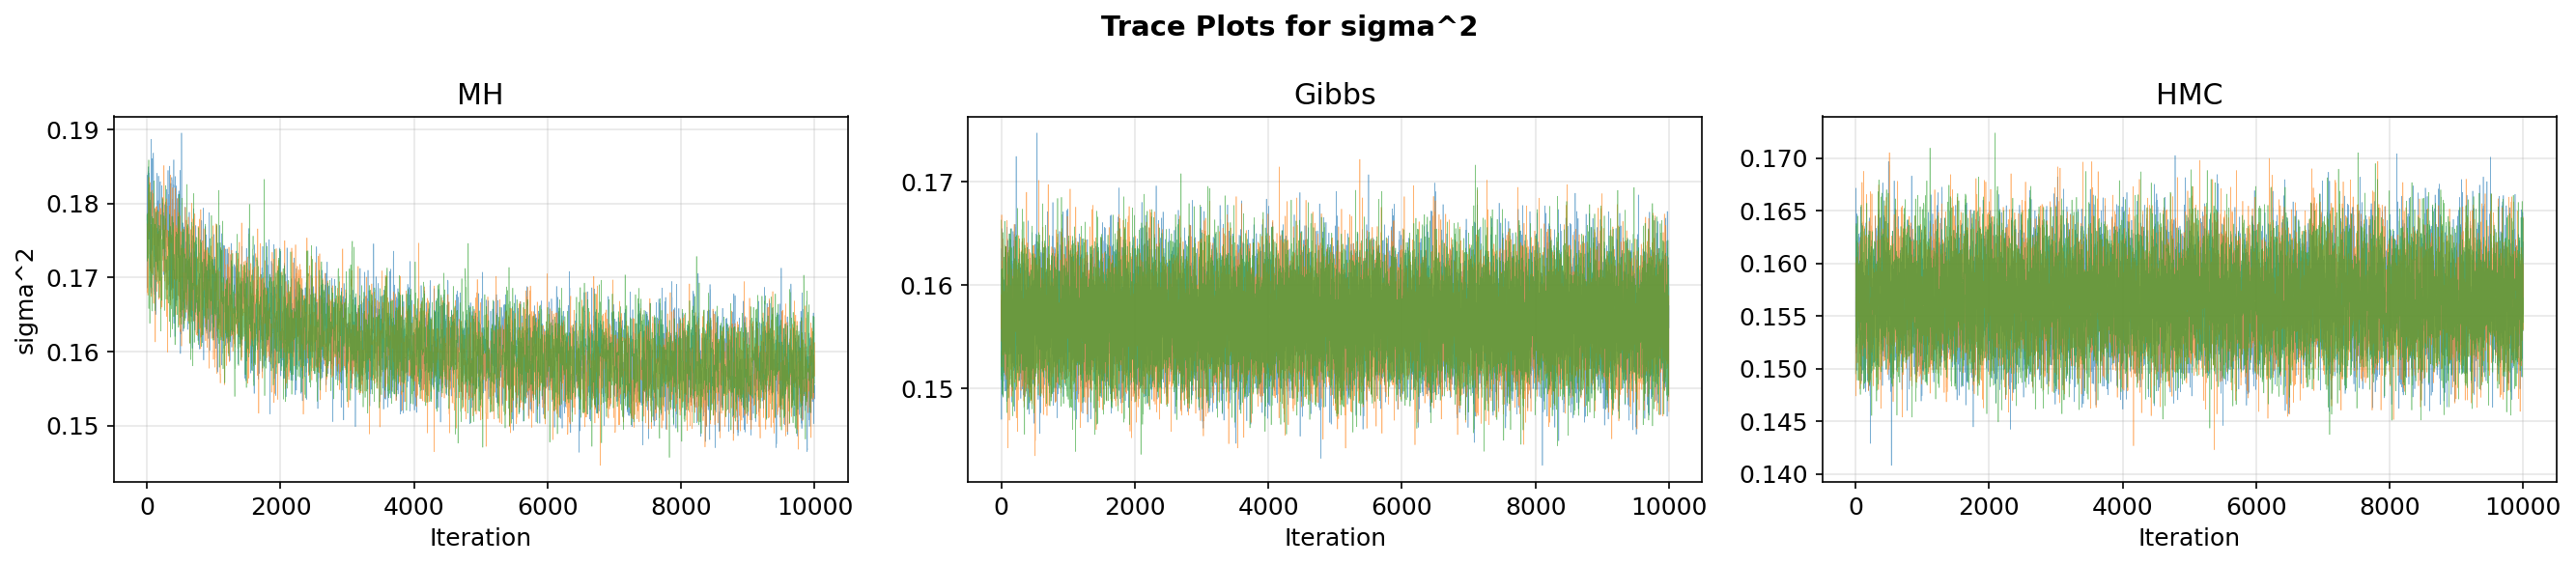 Trace Plots for sigma^2
MH
Gibbs
HMC
sigma^2
0.19
0.18
0.17
0.16
0.15
0 2000 4000 6000 8000 10000
Iteration
0.17
0.16
0.15
0 2000 4000 6000 8000 10000
Iteration
0.170
0.165
0.160
0.155
0.150
0.145
0.140
0 2000 4000 6000 8000 10000
Iteration